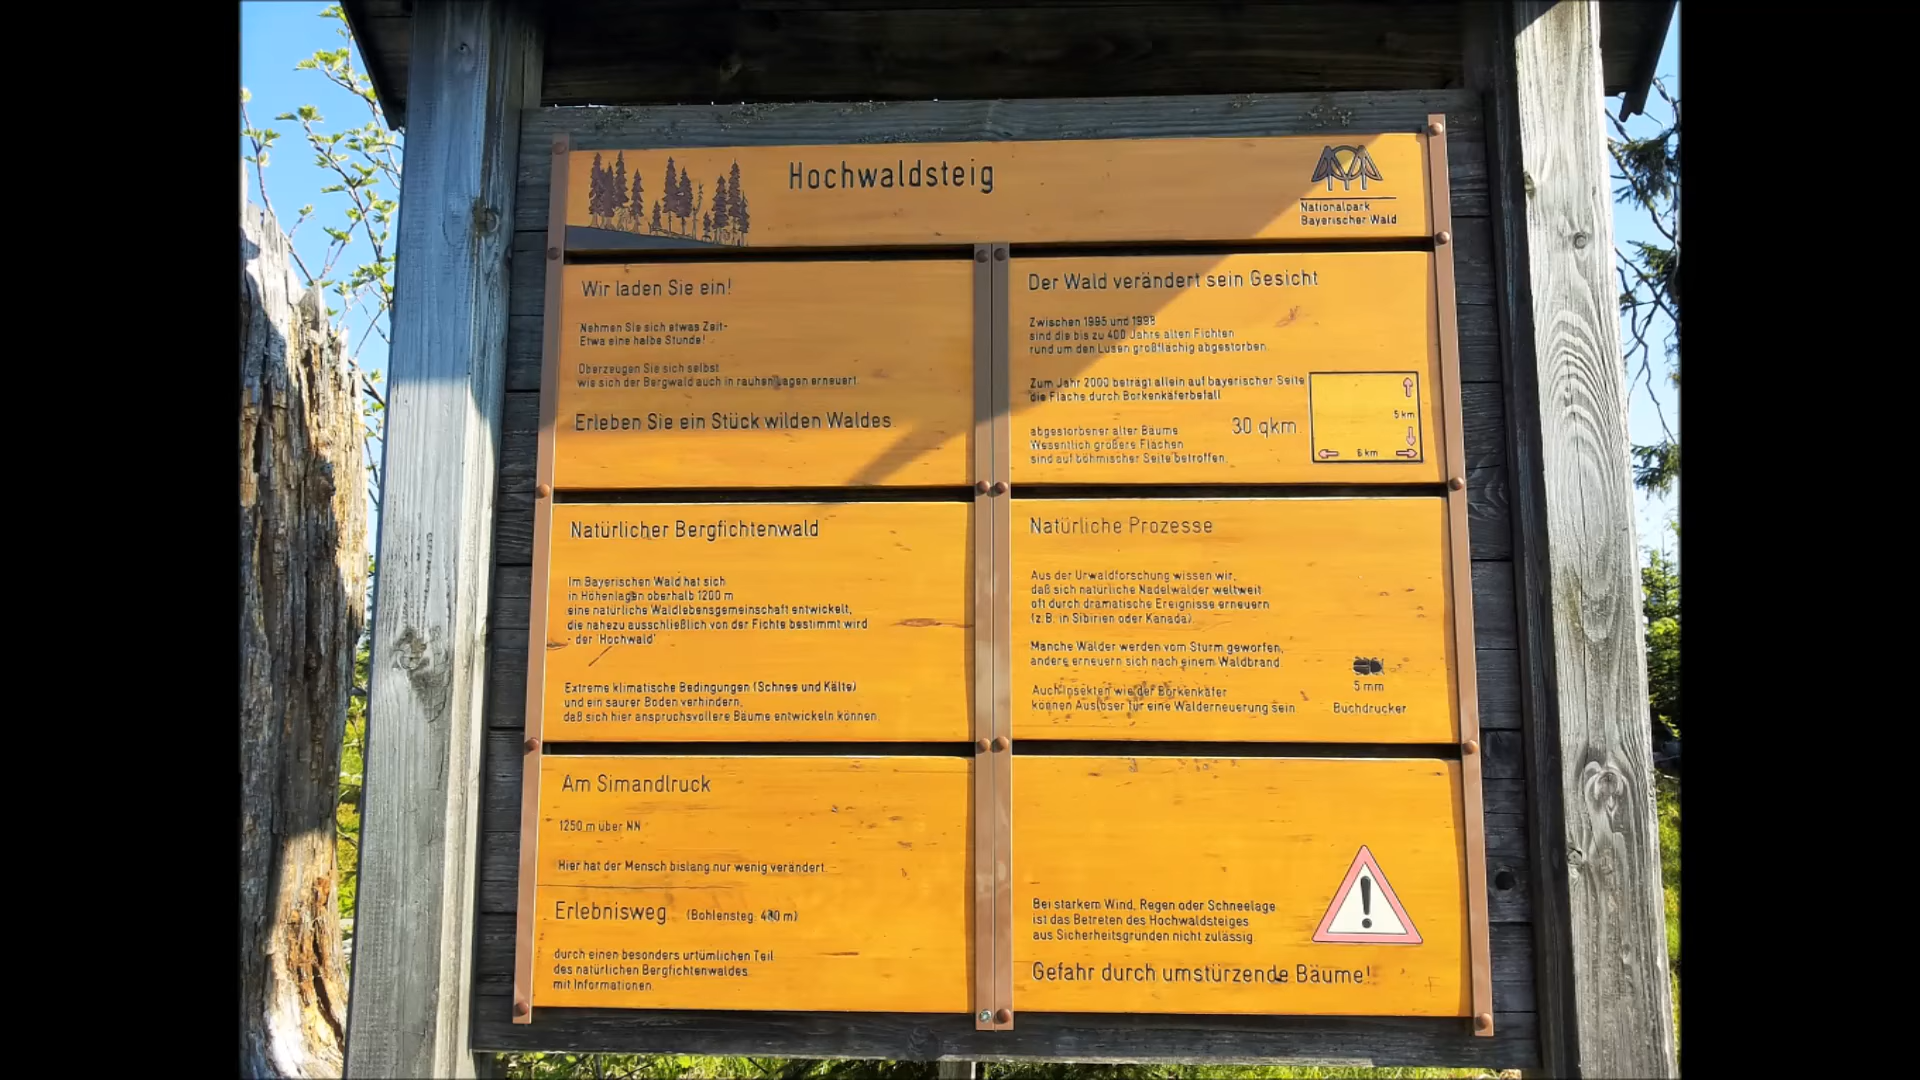 Hochwaldsteig
Nationalpark
Bayerischer Wald
Wir laden Sie ein!
Nehmen Sie sich etwas Zeit-
Etwa eine halbe Stunde!
Überzeugen Sie sich selbst
wie sich der Bergwald auch in rauhen Lagen erneuert.
Erleben Sie ein Stück wilden Waldes.
Der Wald verändert sein Gesicht
Zwischen 1995 und 1998
sind die bis zu 400 Jahre alten Fichten
rund um den Lusen großflächig abgestorben.
Zum Jahr 2000 beträgt allein auf bayerischer Seite
die Fläche durch Borkenkäferbefall
abgestorbener alter Bäume
30 qkm.
Wesentlich größere Flächen
sind auf böhmischer Seite betroffen.
5 km
6 km
Natürlicher Bergfichtenwald
Im Bayerischen Wald hat sich
in Höhenlagen oberhalb 1200 m
eine natürliche Waldlebensgemeinschaft entwickelt,
die nahezu ausschließlich von der Fichte bestimmt wird
- der "Hochwald"
Extreme klimatische Bedingungen (Schnee und Kälte)
und ein saurer Boden verhindern,
daß sich hier anspruchsvollere Bäume entwickeln können.
Natürliche Prozesse
Aus der Urwaldforschung wissen wir,
daß sich natürliche Nadelwälder weltweit
oft durch dramatische Ereignisse erneuern
(z.B. in Sibirien oder Kanada).
Manche Wälder werden vom Sturm geworfen,
andere erneuern sich nach einem Waldbrand.
Auch Insekten wie der Borkenkäfer
können Auslöser für eine Walderneuerung sein.
5 mm
Buchdrucker
Am Simandlruck
1250 m über NN
Hier hat der Mensch bislang nur wenig verändert.
Erlebnisweg (Bohlensteg: m)
durch einen besonders urtümlichen Teil
des natürlichen Bergfichtenwaldes
mit Informationen.
Bei starkem Wind, Regen oder Schneelage
ist das Betreten des Hochwaldsteiges
aus Sicherheitsgründen nicht zulässig.
Gefahr durch umstürzende Bäume!